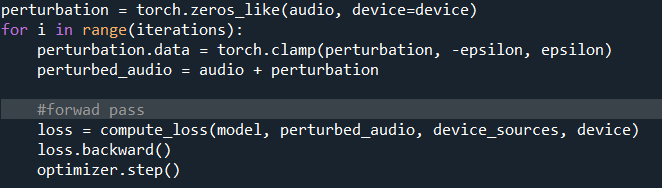 perturbation = torch.zeros_like(audio, device=device)
for i in range(iterations):
    perturbation.data = torch.clamp(perturbation, -epsilon, epsilon)
    perturbed_audio = audio + perturbation

    #forwad pass
    loss = compute_loss(model, perturbed_audio, device_sources, device)
    loss.backward()
    optimizer.step()